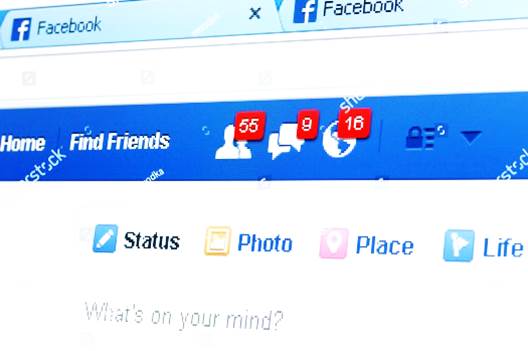 Facebook
Facebook
Home Find Friends 55 9 16
Status Photo Place Life
What's on your mind?